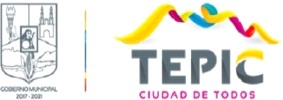 GOBIERNO MUNICIPAL
2017 - 2021
TEPIC
CIUDAD DE TODOS